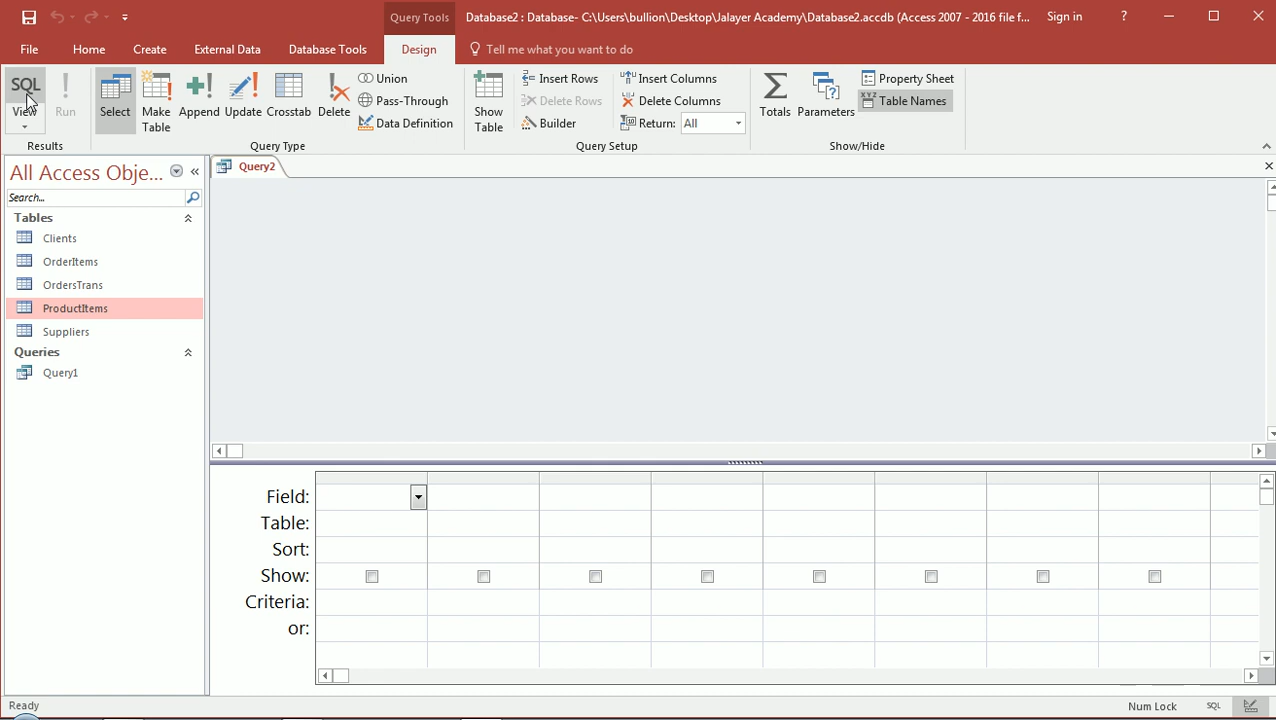 Query Tools
Database2 : Database- C:\Users\bullion\Desktop\Jalayer Academy\Database2.accdb (Access 2007 - 2016 file f...
Sign in
?
File
Home
Create
External Data
Database Tools
Design
Tell me what you want to do
SQL
View
Run
Select
Make
Table
Append
Update
Crosstab
Delete
Union
Pass-Through
Data Definition
Show
Table
Insert Rows
Delete Rows
Builder
Insert Columns
Delete Columns
Return: All
Totals
Parameters
Property Sheet
XYZ Table Names
Results
Query Type
Query Setup
Show/Hide
All Access Obje...
Search...
Tables
Clients
OrderItems
OrdersTrans
ProductItems
Suppliers
Queries
Query1
Query2
Field:
Table:
Sort:
Show:
Criteria:
or:
Ready
Num Lock
SQL